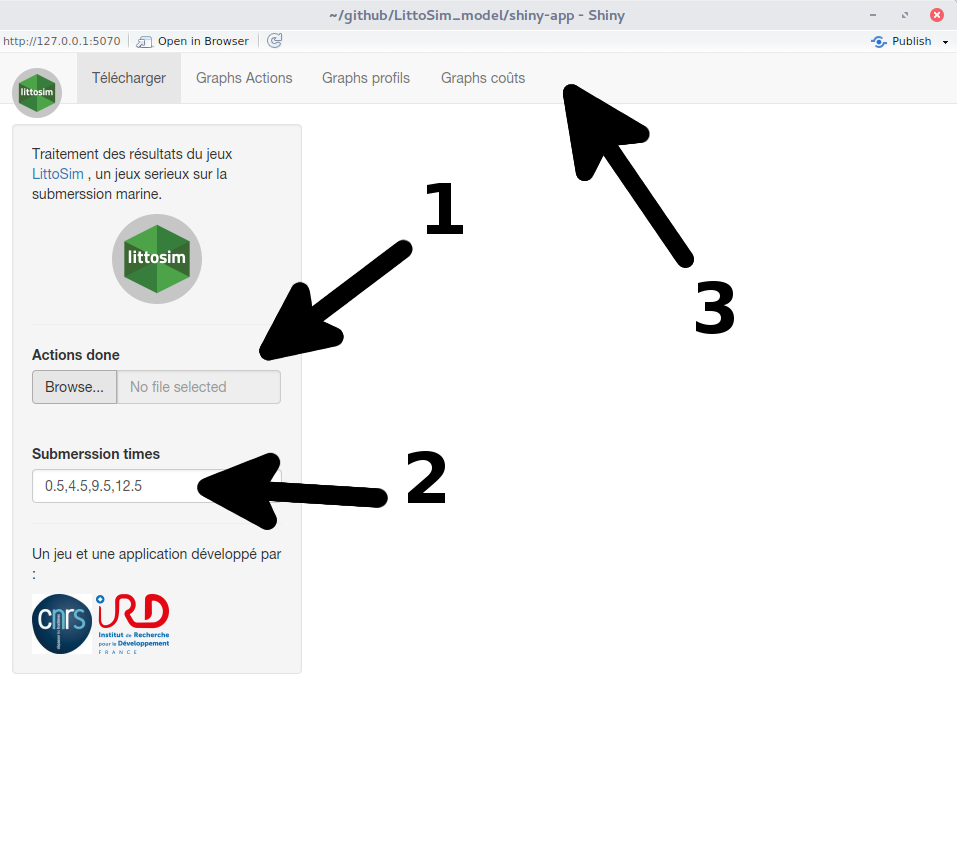 ~/github/LittoSim_model/shiny-app - Shiny
http://127.0.0.1:5070 Open in Browser Publish
littosim Télécharger Graphs Actions Graphs profils Graphs coûts
Traitement des résultats du jeux
LittoSim , un jeux serieux sur la
submerssion marine.
1
littosim
3
Actions done
Browse... No file selected
Submerssion times
2
0.5,4.5,9.5,12.5
Un jeu et une application développé par
:
cnrs
iRD
Institut de Recherche
pour le Développement
FRANCE